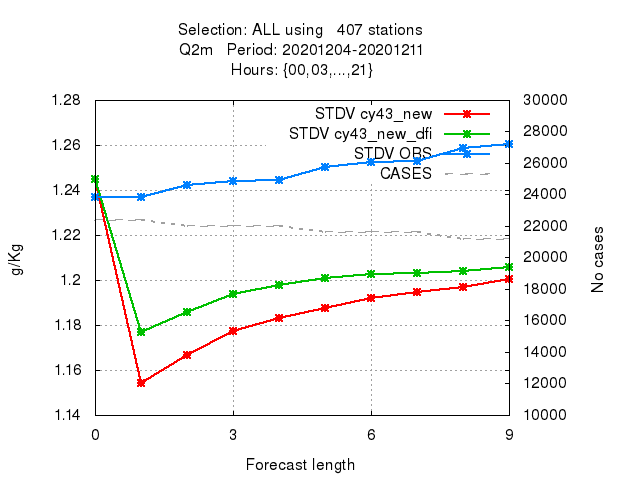 Selection: ALL using   407 stations
Q2m   Period: 20201204-20201211
Hours: {00,03,...,21}
1.28
1.26
1.24
1.22
1.2
1.18
1.16
1.14
g/Kg
STDV cy43_new
STDV cy43_new_dfi
STDV OBS
CASES
30000
28000
26000
24000
22000
20000
18000
16000
14000
12000
10000
No cases
0 3 6 9
Forecast length